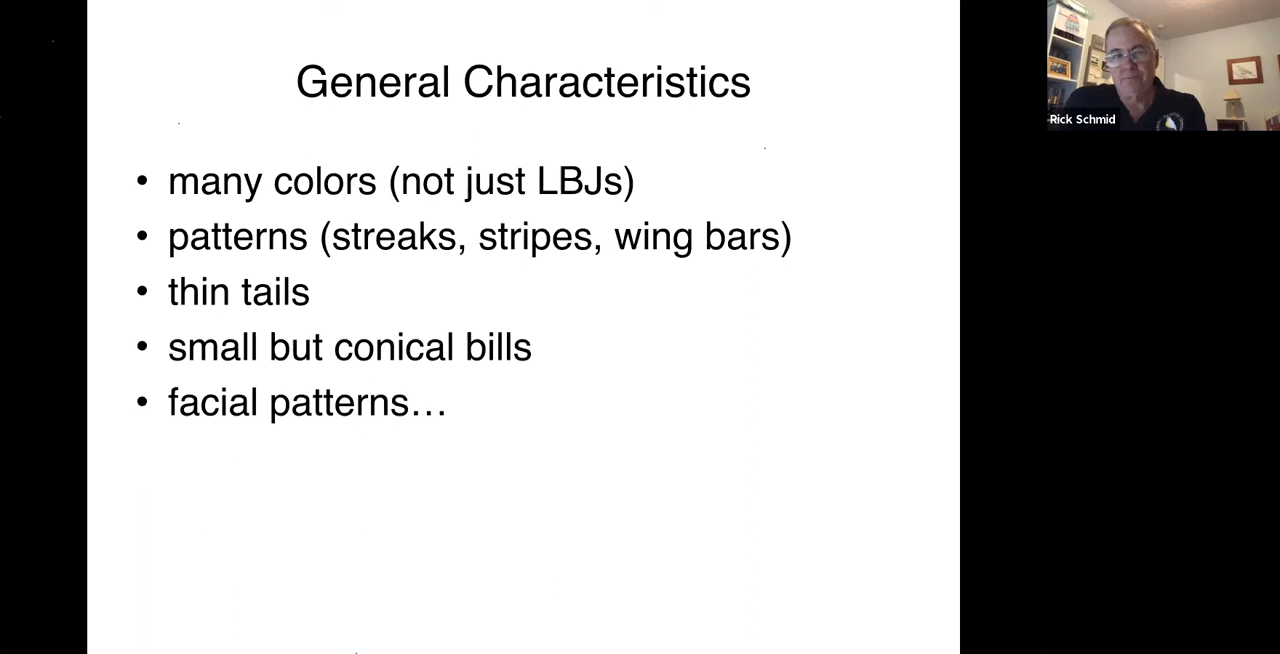 General Characteristics
• many colors (not just LBJs)
• patterns (streaks, stripes, wing bars)
• thin tails
• small but conical bills
• facial patterns…
Rick Schmid